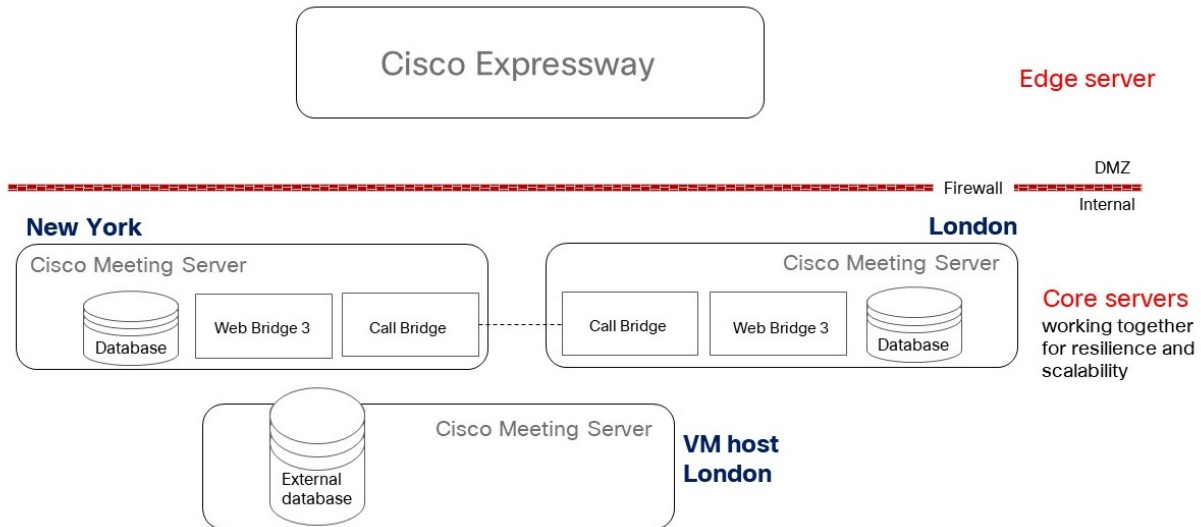 Cisco Expressway
Edge server
DMZ
Firewall
Internal
New York
London
Cisco Meeting Server
Cisco Meeting Server
Database
Web Bridge 3
Call Bridge
Call Bridge
Web Bridge 3
Database
Core servers
working together
for resilience and
scalability
Cisco Meeting Server
External
database
VM host
London